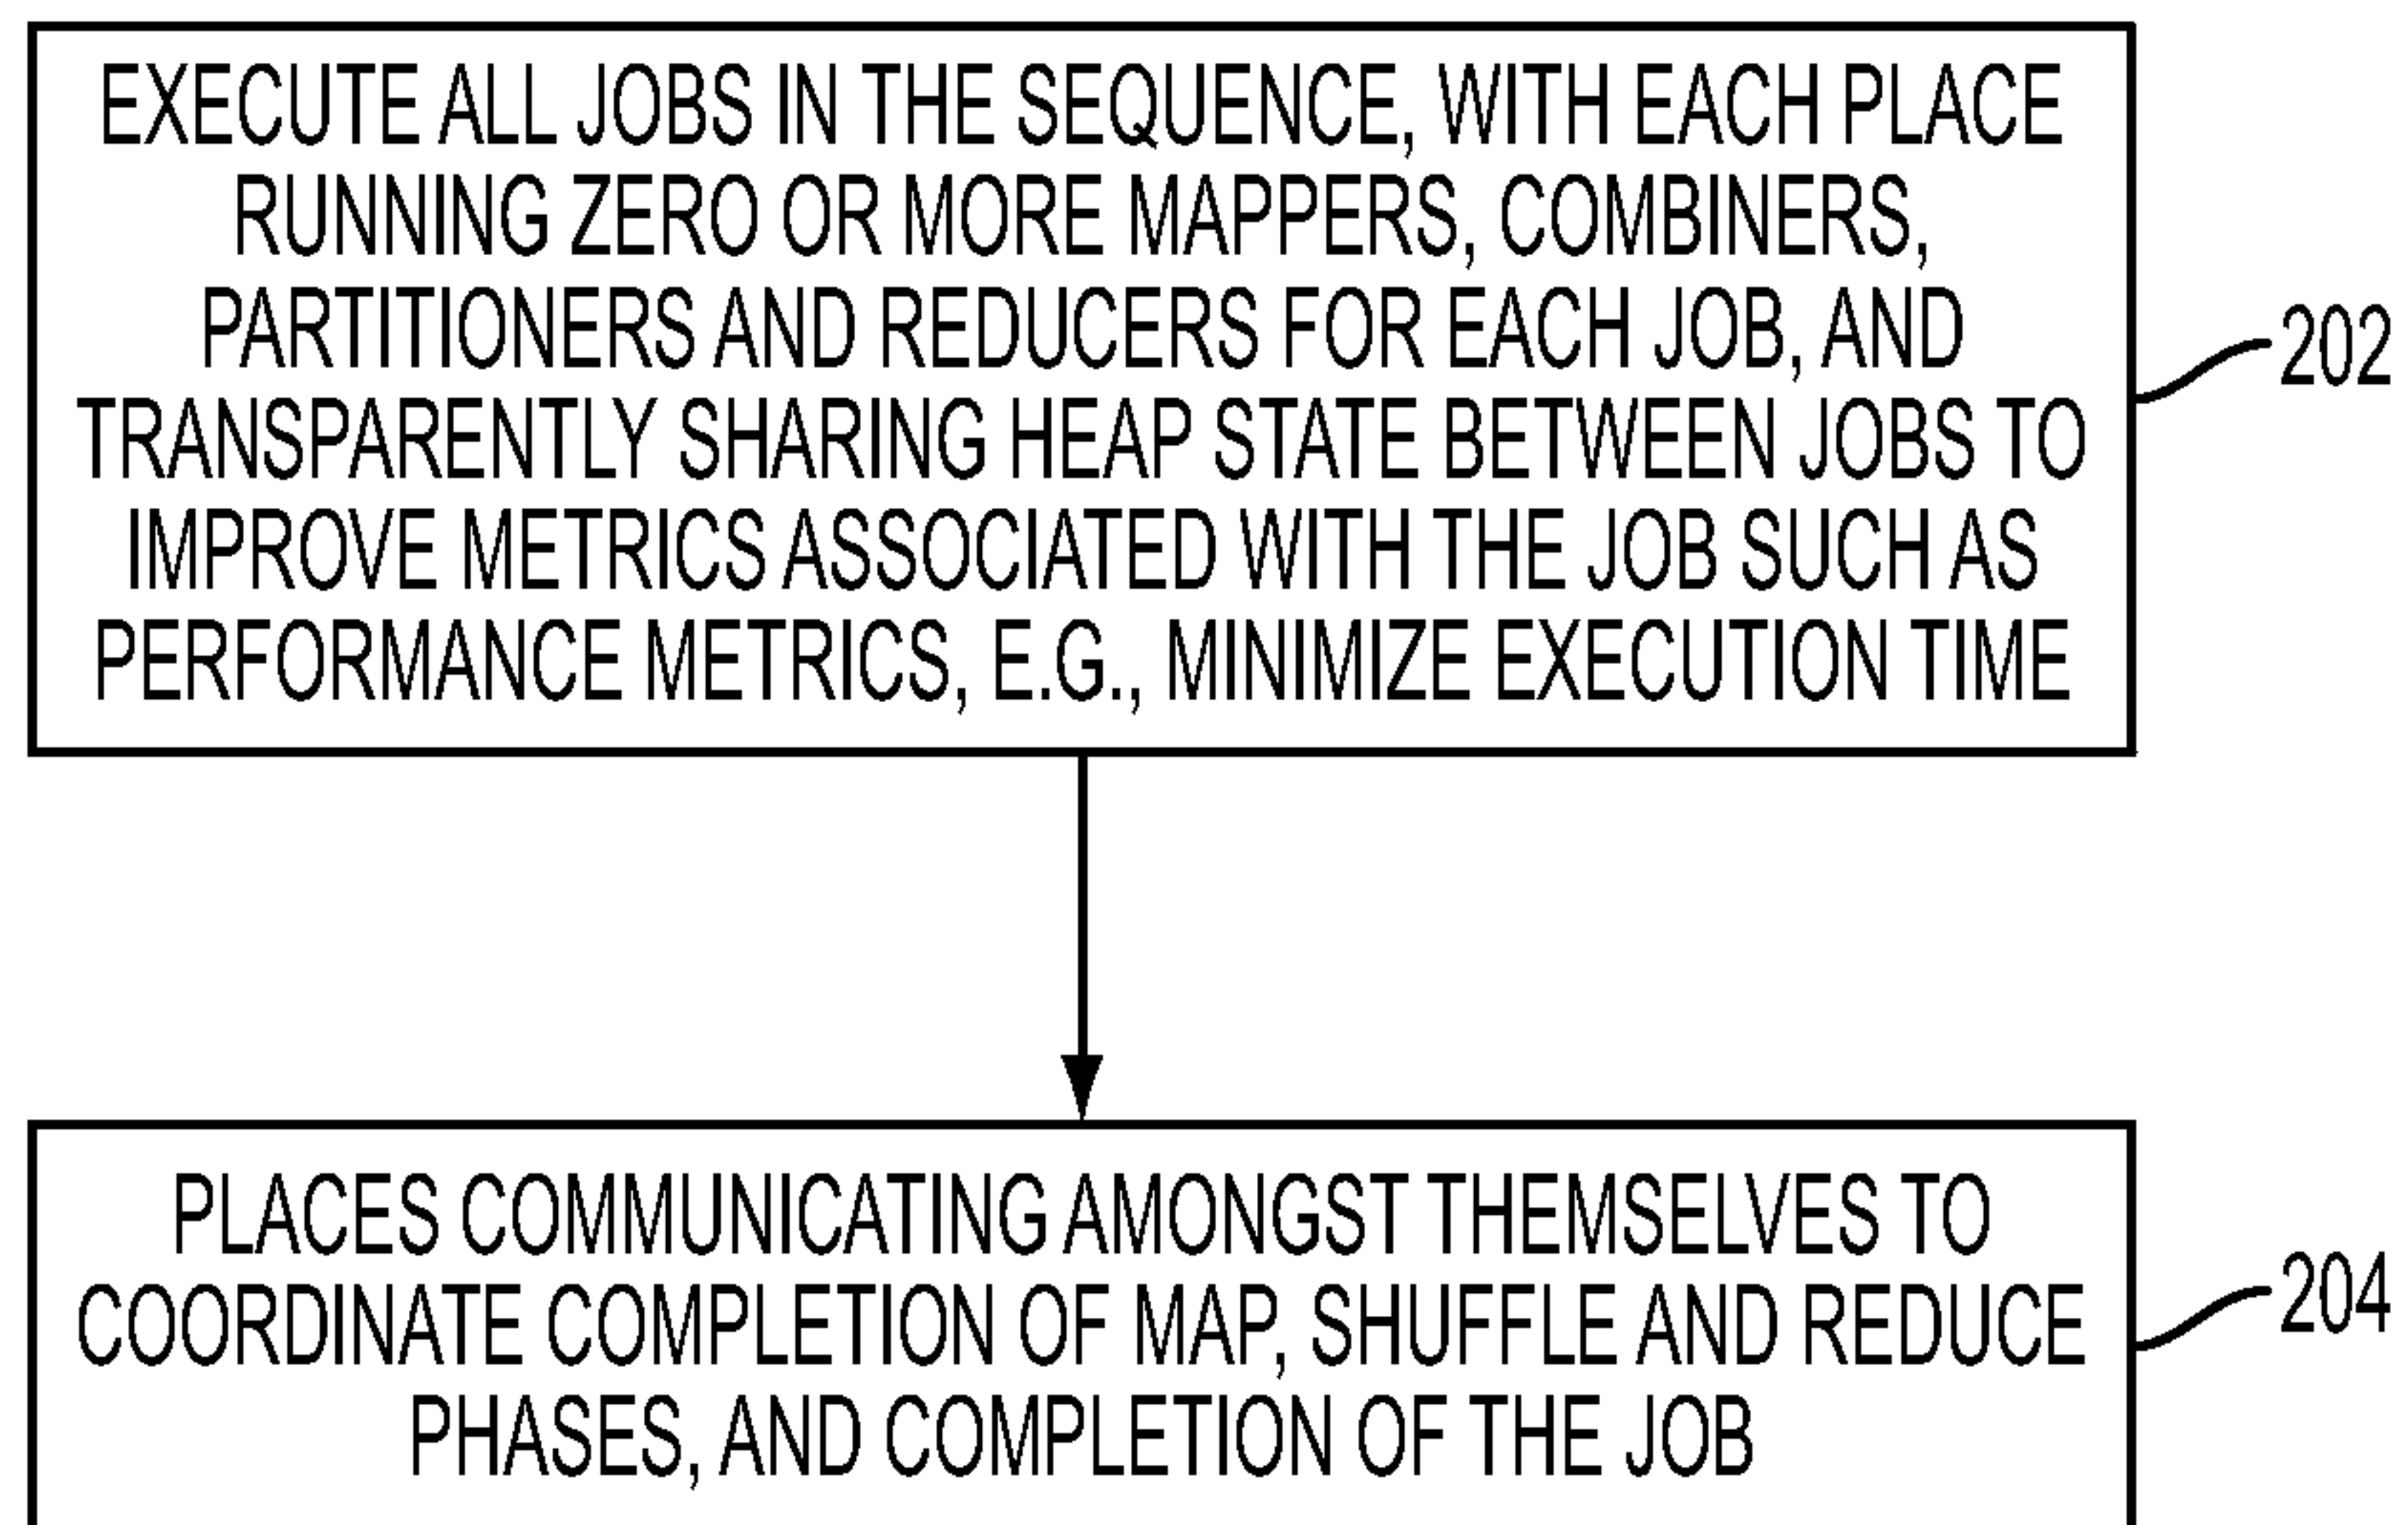 EXECUTE ALL JOBS IN THE SEQUENCE, WITH EACH PLACE
RUNNING ZERO OR MORE MAPPERS, COMBINERS,
PARTITIONERS AND REDUCERS FOR EACH JOB, AND
TRANSPARENTLY SHARING HEAP STATE BETWEEN JOBS TO
IMPROVE METRICS ASSOCIATED WITH THE JOB SUCH AS
PERFORMANCE METRICS, E.G., MINIMIZE EXECUTION TIME
202
PLACES COMMUNICATING AMONGST THEMSELVES TO
COORDINATE COMPLETION OF MAP, SHUFFLE AND REDUCE
PHASES, AND COMPLETION OF THE JOB
204